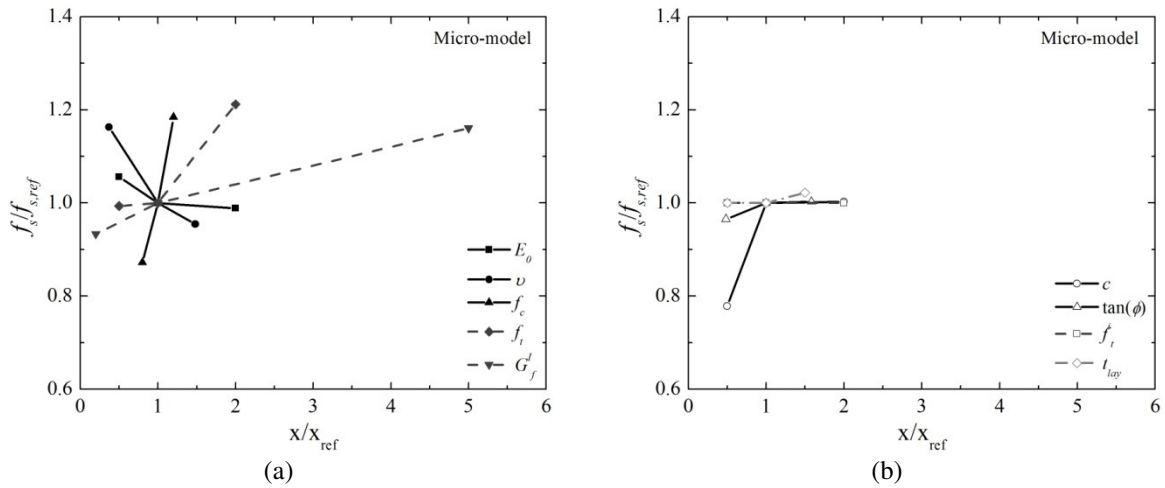 1.4
Micro-model
1.2
1.0
0.8
0.6
f_s/f_{s,ref}
E_0
υ
f_c
f_t
G_f^I
0 1 2 3 4 5 6
x/x_ref
(a)
1.4
Micro-model
1.2
1.0
0.8
0.6
f_s/f_{s,ref}
c
tan(ϕ)
f_t
t_lay
0 1 2 3 4 5 6
x/x_ref
(b)